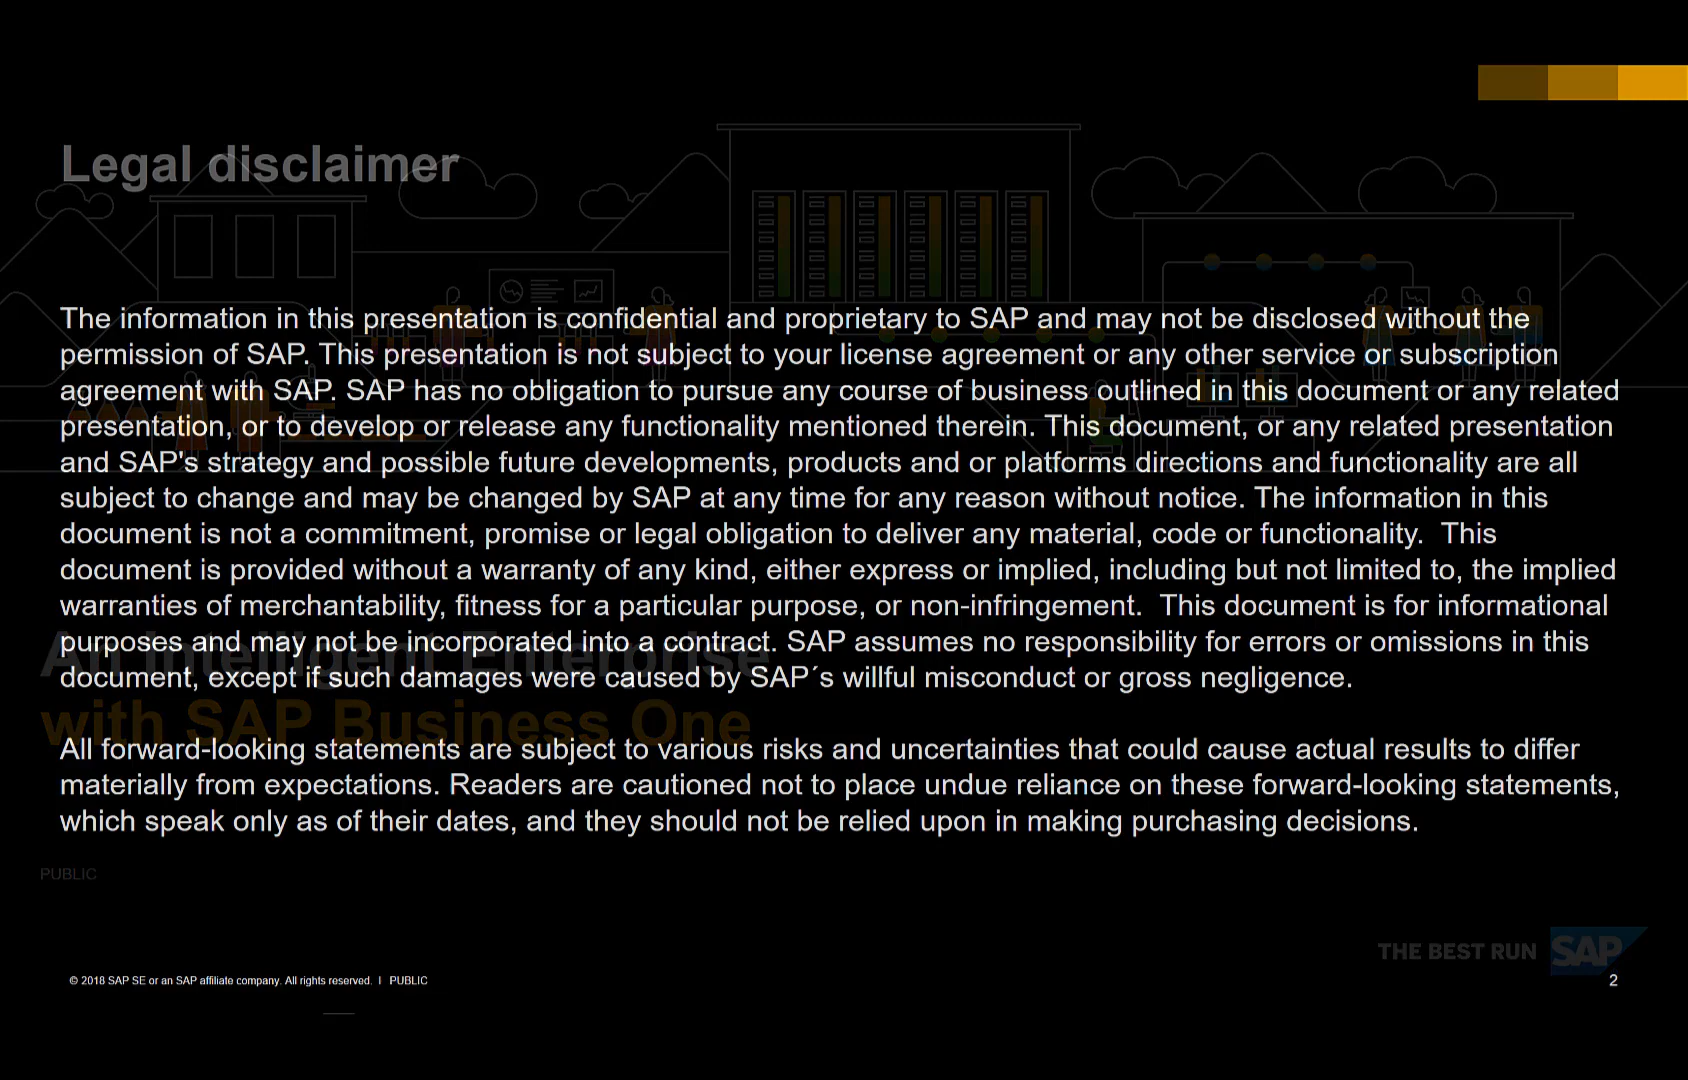 Legal disclaimer
The information in this presentation is confidential and proprietary to SAP and may not be disclosed without the
permission of SAP. This presentation is not subject to your license agreement or any other service or subscription
agreement with SAP. SAP has no obligation to pursue any course of business outlined in this document or any related
presentation, or to develop or release any functionality mentioned therein. This document, or any related presentation
and SAP's strategy and possible future developments, products and or platforms directions and functionality are all
subject to change and may be changed by SAP at any time for any reason without notice. The information in this
document is not a commitment, promise or legal obligation to deliver any material, code or functionality.  This
document is provided without a warranty of any kind, either express or implied, including but not limited to, the implied
warranties of merchantability, fitness for a particular purpose, or non-infringement.  This document is for informational
purposes and may not be incorporated into a contract. SAP assumes no responsibility for errors or omissions in this
document, except if such damages were caused by SAP´s willful misconduct or gross negligence.
An Intelligent Enterprise
with SAP Business One
All forward-looking statements are subject to various risks and uncertainties that could cause actual results to differ
materially from expectations. Readers are cautioned not to place undue reliance on these forward-looking statements,
which speak only as of their dates, and they should not be relied upon in making purchasing decisions.
PUBLIC
THE BEST RUN SAP
© 2018 SAP SE or an SAP affiliate company. All rights reserved. I PUBLIC
2